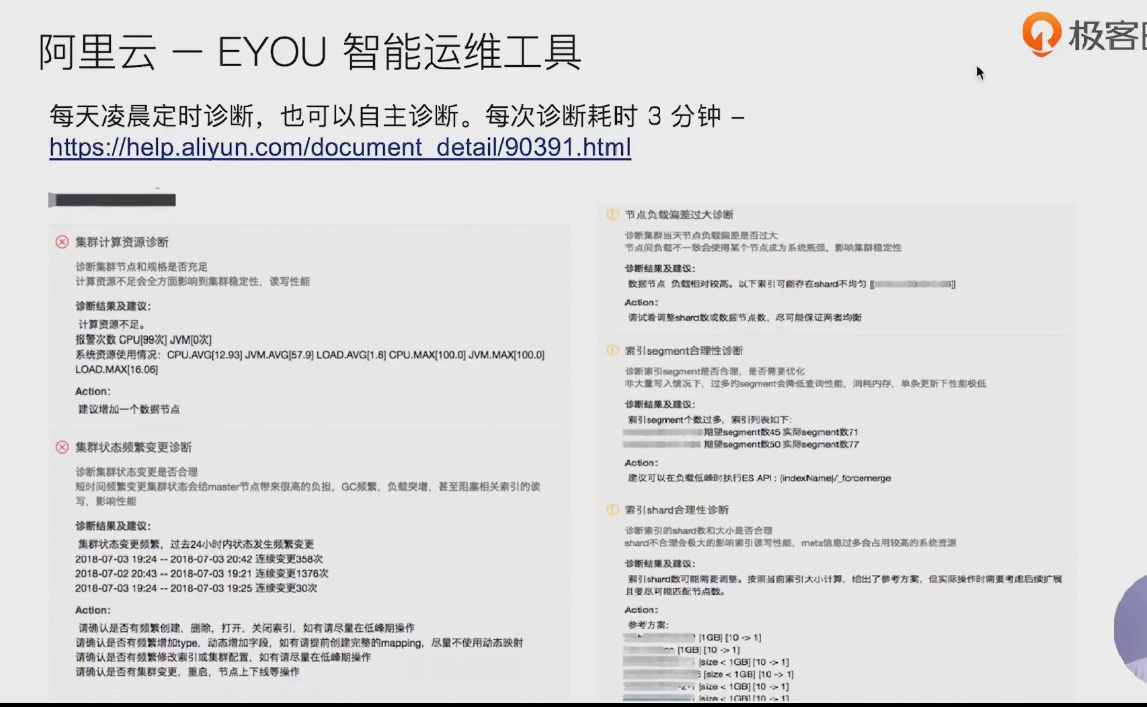 阿里云 — EYOU 智能运维工具
极客
每天凌晨定时诊断，也可以自主诊断。每次诊断耗时 3 分钟 –
https://help.aliyun.com/document_detail/90391.html
集群计算资源诊断
诊断集群节点和规格是否充足
计算资源不足会全方面影响到集群稳定性，读写性能
诊断结果及建议：
计算资源不足。
报警次数 CPU[99次] JVM[0次]
系统资源使用情况：CPU.AVG[12.93] JVM.AVG[57.9] LOAD.AVG[1.8] CPU.MAX[100.0] JVM.MAX[100.0]
LOAD.MAX[16.06]
Action:
建议增加一个数据节点
集群状态频繁变更诊断
诊断集群状态变更是否合理
短时间频繁变更集群状态会给master节点带来很高的负担，GC频繁，负载突增，甚至阻塞相关索引的读
写，影响性能
诊断结果及建议：
集群状态变更频繁，过去24小时内状态发生频繁变更
2018-07-03 19:24 -- 2018-07-03 20:42 连续变更358次
2018-07-02 20:43 -- 2018-07-03 19:21 连续变更1376次
2018-07-03 19:24 -- 2018-07-03 19:25 连续变更30次
Action:
请确认是否有频繁创建，删除，打开，关闭索引，如有请尽量在低峰期操作
请确认是否有频繁增加type，动态增加字段，如有请提前创建完整的mapping，尽量不使用动态映射
请确认是否有频繁修改索引或集群配置，如有请尽量在低峰期操作
请确认是否有集群变更，重启，节点上下线等操作
节点负载偏差过大诊断
诊断集群当天节点负载偏差是否过大
节点间负载不一致会使得某个节点成为系统瓶颈，影响集群稳定性
诊断结果及建议：
数据节点 负载相对较高。以下索引可能存在shard不均匀 [[ ]]
Action:
请试着调整shard数或数据节点数，尽可能保证两者均衡
索引segment合理性诊断
诊断索引segment是否合理，是否需要优化
非大量写入情况下，过多的segment会降低查询性能，消耗内存，单条更新下性能极低
诊断结果及建议：
索引segment个数过多，索引列表如下：
期望segment数45 实际segment数71
期望segment数50 实际segment数77
Action:
建议可以在负载低峰时执行ES API：{indexName}/_forcemerge
索引shard合理性诊断
诊断索引的shard数和大小是否合理
shard不合理会极大的影响索引读写性能，meta信息过多会占用较高的系统资源
诊断结果及建议：
索引shard数可能需要调整。按照当前索引大小计算，给出了参考方案，但实际操作时需要考虑后续扩展
且要尽可能匹配节点数。
Action:
参考方案:
[1GB] [10 -> 1]
[1GB] [10 -> 1]
[size < 1GB] [10 -> 1]
[size < 1GB] [10 -> 1]
[size < 1GB] [10 -> 1]
[size < 1GB] [10 -> 1]